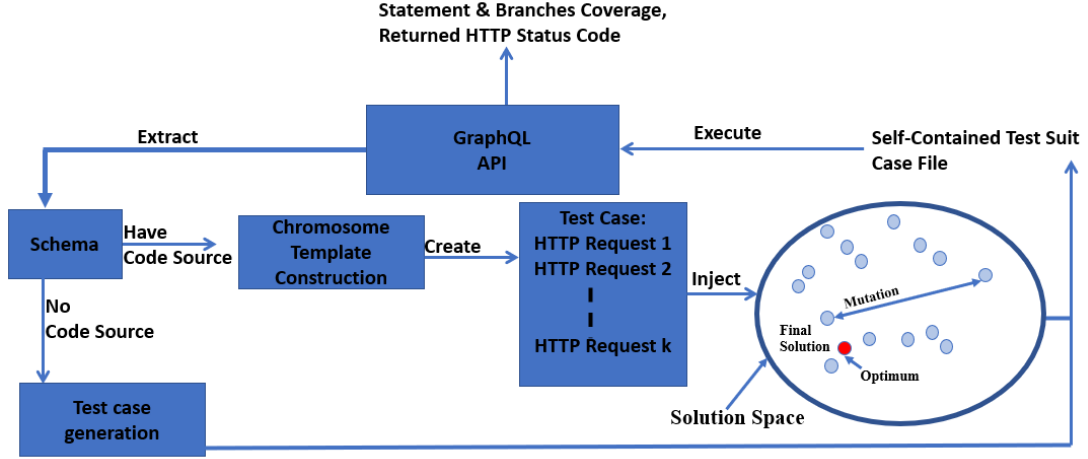 Statement & Branches Coverage,
Returned HTTP Status Code
Extract
GraphQL
API
Execute
Self-Contained Test Suit
Case File
Schema
Have
Code Source
Chromosome
Template
Construction
Create
Test Case:
HTTP Request 1
HTTP Request 2
HTTP Request k
Inject
Mutation
Final
Solution
Optimum
Solution Space
No
Code Source
Test case
generation